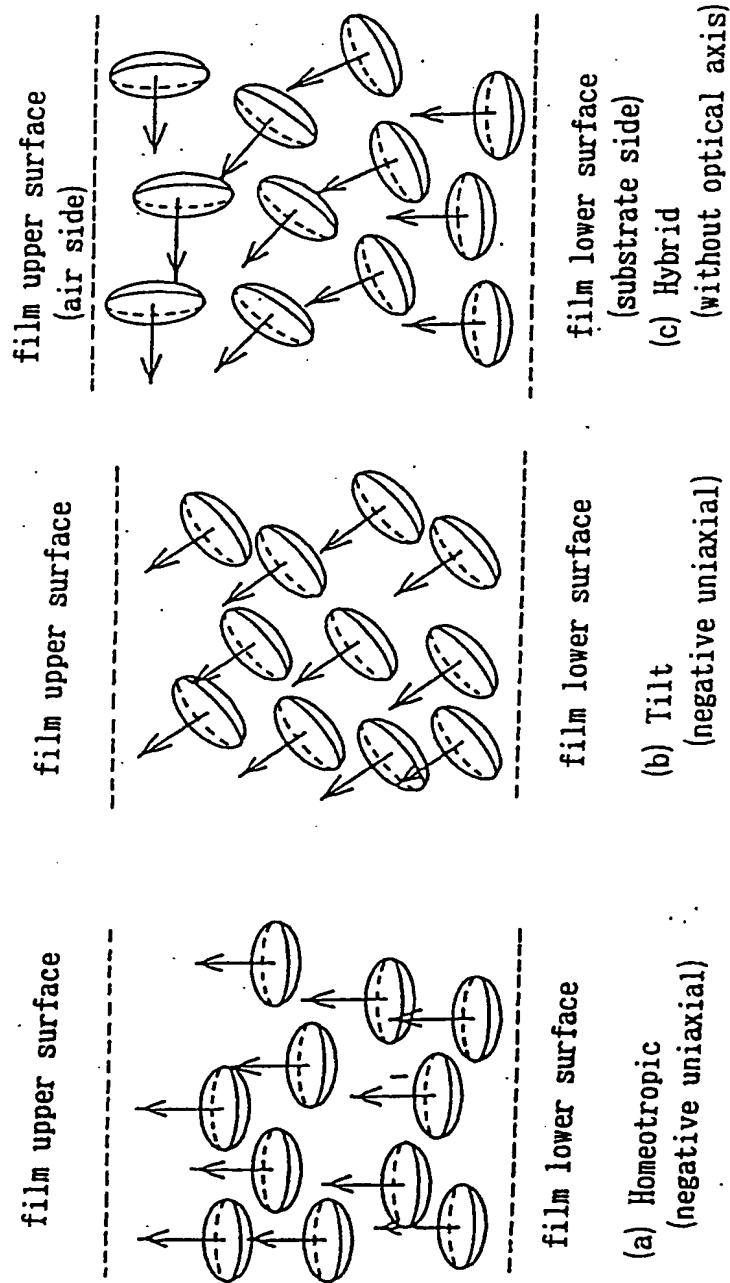 film upper surface
film lower surface
(a) Homeotropic
(negative uniaxial)
film upper surface
film lower surface
(b) Tilt
(negative uniaxial)
film upper surface
(air side)
film lower surface
(substrate side)
(c) Hybrid
(without optical axis)